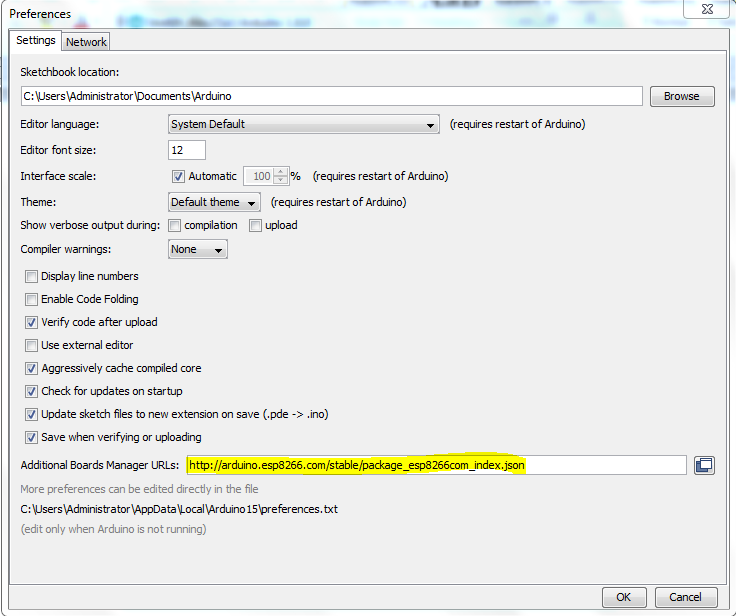 Preferences
Settings Network
Sketchbook location:
C:\Users\Administrator\Documents\Arduino Browse
Editor language: System Default (requires restart of Arduino)
Editor font size: 12
Interface scale: Automatic 100 % (requires restart of Arduino)
Theme: Default theme (requires restart of Arduino)
Show verbose output during: compilation upload
Compiler warnings: None
Display line numbers
Enable Code Folding
Verify code after upload
Use external editor
Aggressively cache compiled core
Check for updates on startup
Update sketch files to new extension on save (.pde -> .ino)
Save when verifying or uploading
Additional Boards Manager URLs: http://arduino.esp8266.com/stable/package_esp8266com_index.json
More preferences can be edited directly in the file
C:\Users\Administrator\AppData\Local\Arduino15\preferences.txt
(edit only when Arduino is not running)
OK Cancel